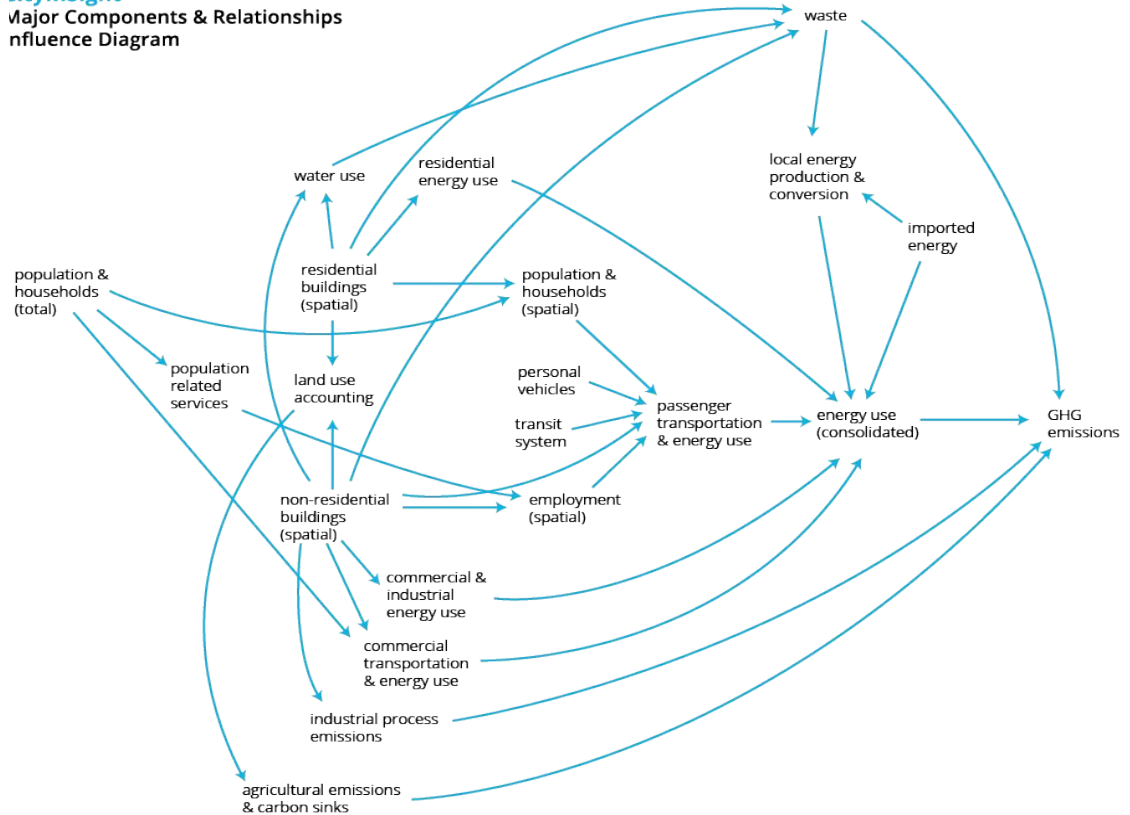 Major Components & Relationships
nfluence Diagram
waste
water use
residential
energy use
local energy
production &
conversion
imported
energy
population &
households
(total)
residential
buildings
(spatial)
population &
households
(spatial)
population
related
services
land use
accounting
personal
vehicles
transit
system
passenger
transportation
& energy use
energy use
(consolidated)
GHG
emissions
non-residential
buildings
(spatial)
employment
(spatial)
commercial &
industrial
energy use
commercial
transportation
& energy use
industrial process
emissions
agricultural emissions
& carbon sinks